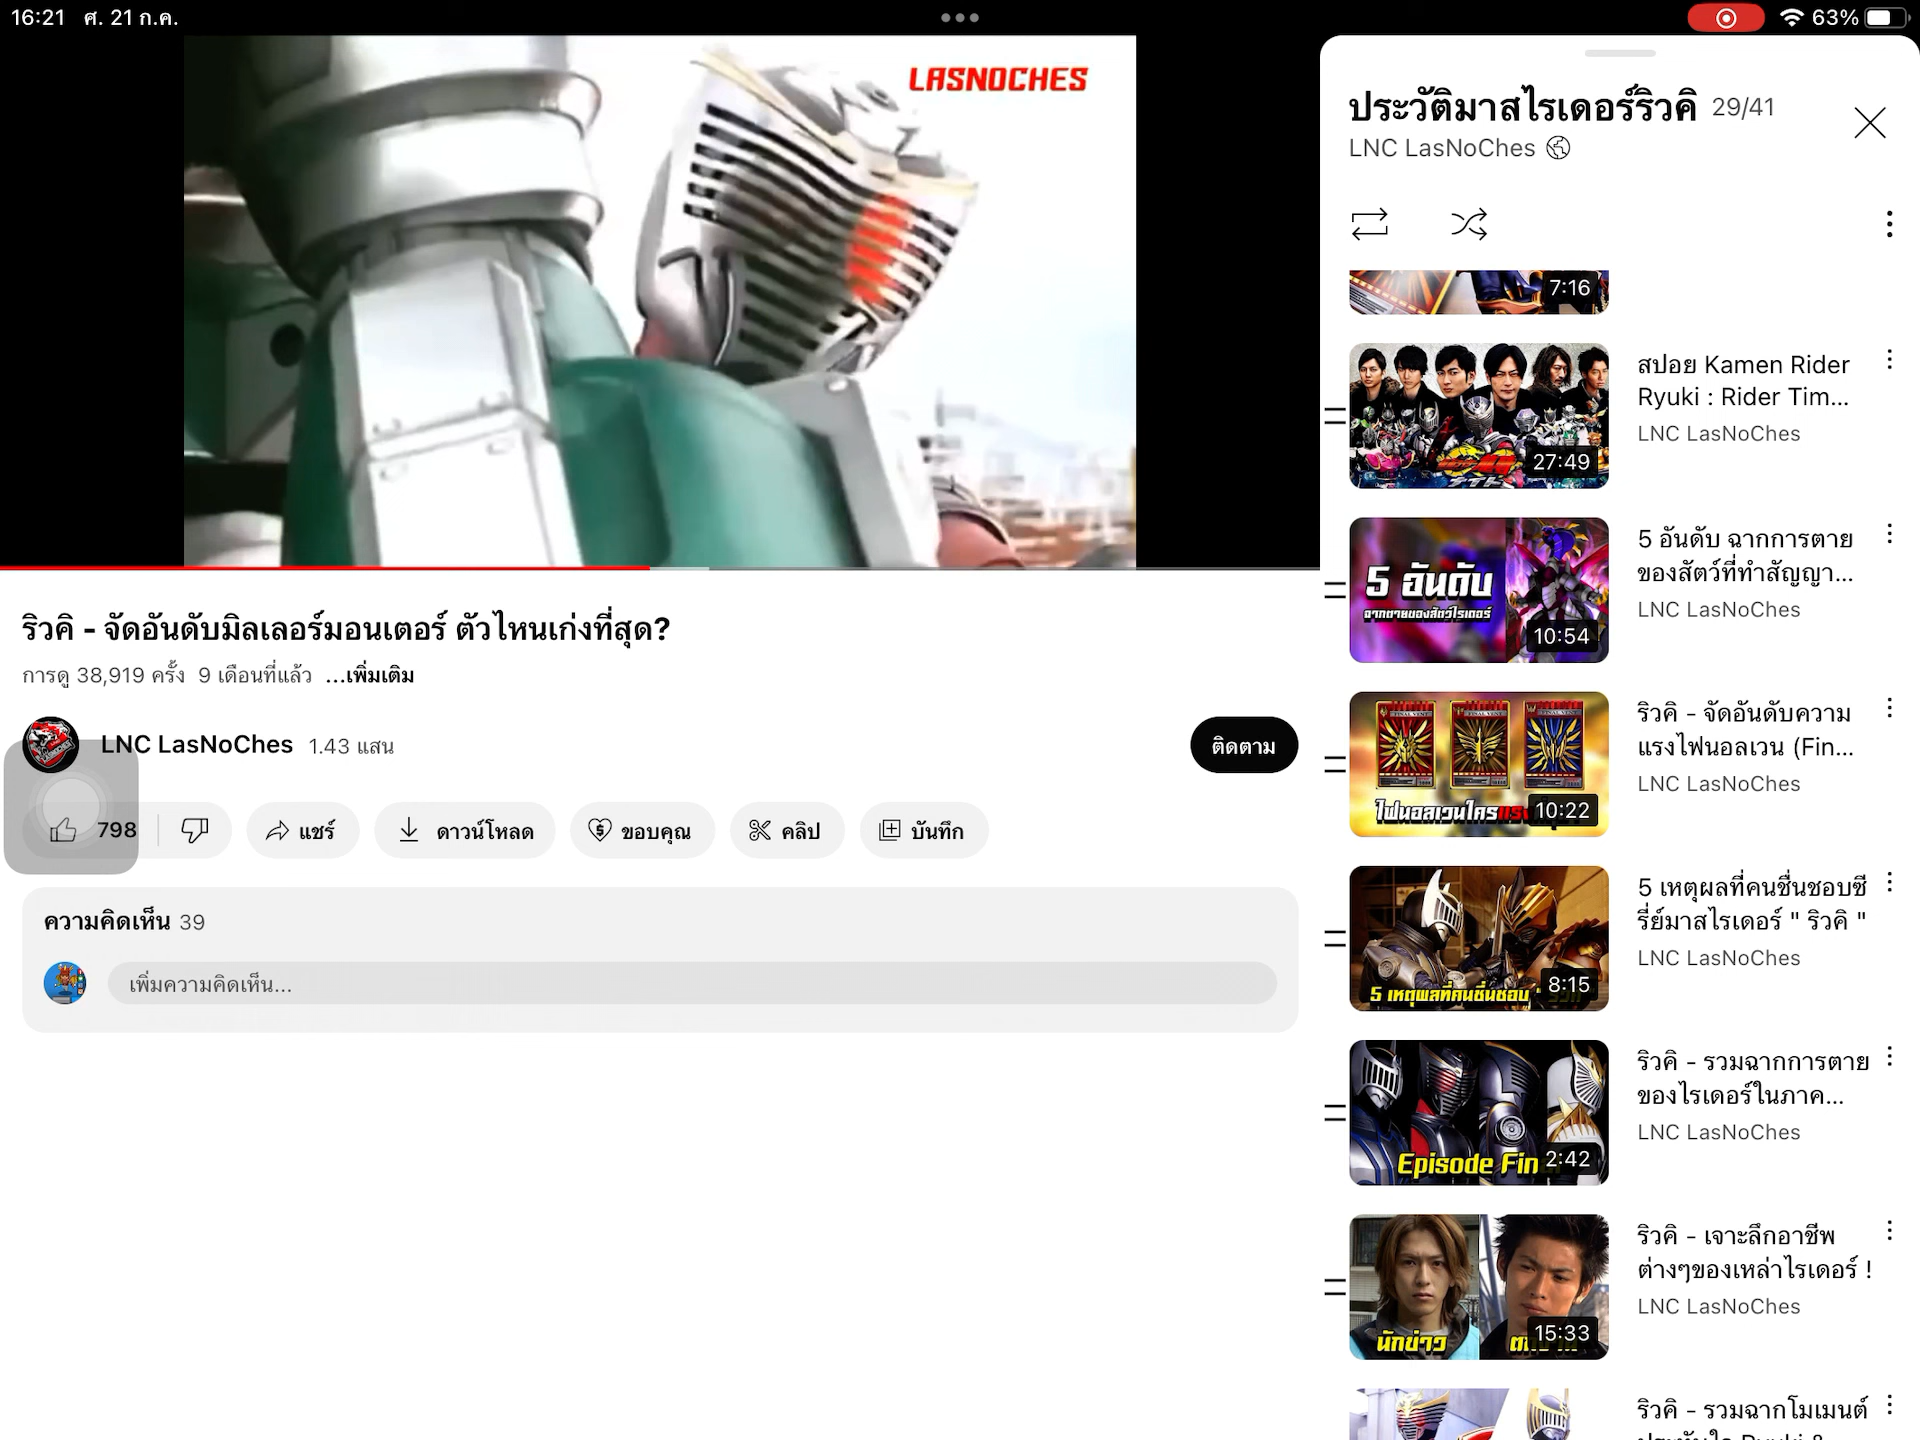 16:21 ศ. 21 ก.ค.
63%
LASNOCHES
ริวคิ - จัดอันดับมิลเลอร์มอนเตอร์ ตัวไหนเก่งที่สุด?
การดู 38,919 ครั้ง 9 เดือนที่แล้ว ...เพิ่มเติม
LNC LasNoChes 1.43 แสน
ติดตาม
798
แชร์
ดาวน์โหลด
ขอบคุณ
คลิป
บันทึก
ความคิดเห็น 39
เพิ่มความคิดเห็น...
ประวัติมาสไรเดอร์ริวคิ 29/41
LNC LasNoChes
7:16
27:49
สปอย Kamen Rider
Ryuki : Rider Tim...
LNC LasNoChes
5 อันดับ
ฉากตายของสัตว์ไรเดอร์
10:54
5 อันดับ ฉากการตาย
ของสัตว์ที่ทำสัญญา...
LNC LasNoChes
FINAL VENT
FINAL VENT
FINAL VENT
ไฟนอลเวนใคร
10:22
ริวคิ - จัดอันดับความ
แรงไฟนอลเวน (Fin...
LNC LasNoChes
5 เหตุผลที่คนชื่นชอบ
8:15
5 เหตุผลที่คนชื่นชอบซี
รี่ย์มาสไรเดอร์ " ริวคิ "
LNC LasNoChes
Episode Fin
2:42
ริวคิ - รวมฉากการตาย
ของไรเดอร์ในภาค...
LNC LasNoChes
นักข่าว
15:33
ริวคิ - เจาะลึกอาชีพ
ต่างๆของเหล่าไรเดอร์ !
LNC LasNoChes
ริวคิ - รวมฉากโมเมนต์